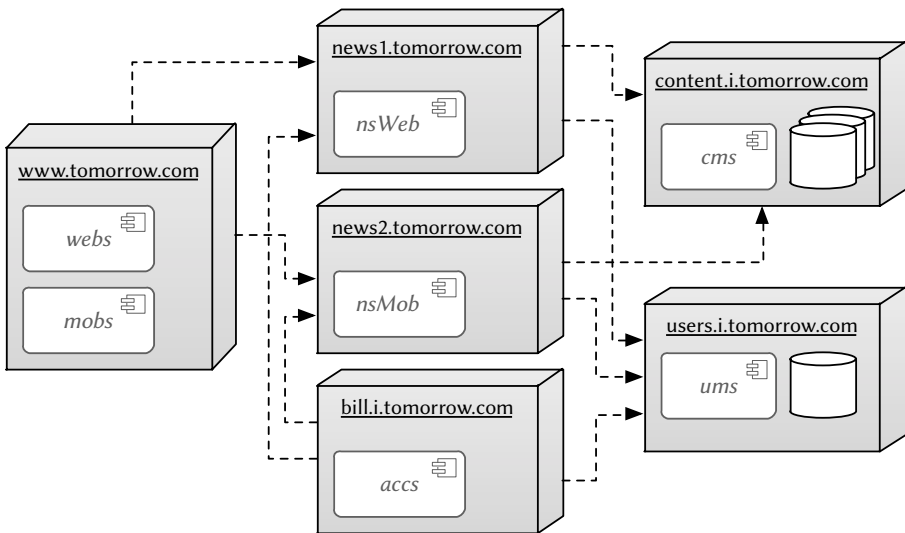 www.tomorrow.com
webs
mobs
news1.tomorrow.com
nsWeb
news2.tomorrow.com
nsMob
bill.i.tomorrow.com
accs
content.i.tomorrow.com
cms
users.i.tomorrow.com
ums